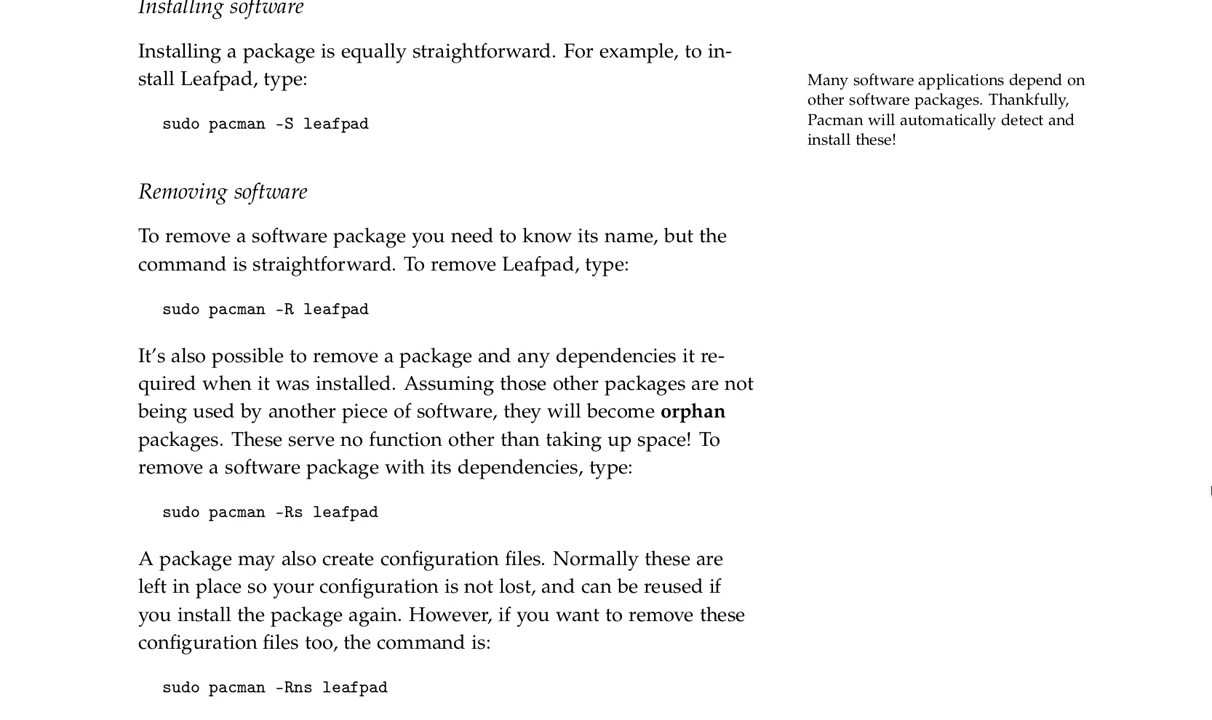 Installing software
Installing a package is equally straightforward. For example, to in-
stall Leafpad, type:
sudo pacman -S leafpad
Many software applications depend on
other software packages. Thankfully,
Pacman will automatically detect and
install these!
Removing software
To remove a software package you need to know its name, but the
command is straightforward. To remove Leafpad, type:
sudo pacman -R leafpad
It's also possible to remove a package and any dependencies it re-
quired when it was installed. Assuming those other packages are not
being used by another piece of software, they will become orphan
packages. These serve no function other than taking up space! To
remove a software package with its dependencies, type:
sudo pacman -Rs leafpad
A package may also create configuration files. Normally these are
left in place so your configuration is not lost, and can be reused if
you install the package again. However, if you want to remove these
configuration files too, the command is:
sudo pacman -Rns leafpad